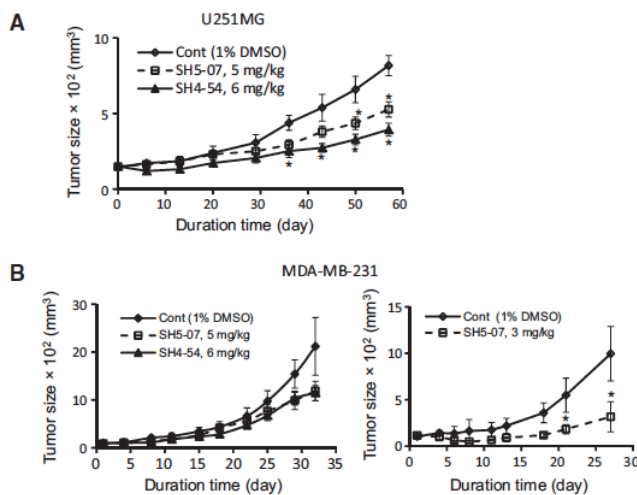 A
U251MG
Tumor size × 10² (mm³)
10
5
0
Cont (1% DMSO)
SH5-07, 5 mg/kg
SH4-54, 6 mg/kg
*
*
* * * *
0 10 20 30 40 50 60
Duration time (day)
B
MDA-MB-231
Tumor size × 10² (mm³)
30
20
10
0
Cont (1% DMSO)
SH5-07, 5 mg/kg
SH4-54, 6 mg/kg
0 5 10 15 20 25 30 35
Duration time (day)
Tumor size × 10² (mm³)
15
10
5
0
Cont (1% DMSO)
SH5-07, 3 mg/kg
* *
0 5 10 15 20 25 30
Duration time (day)